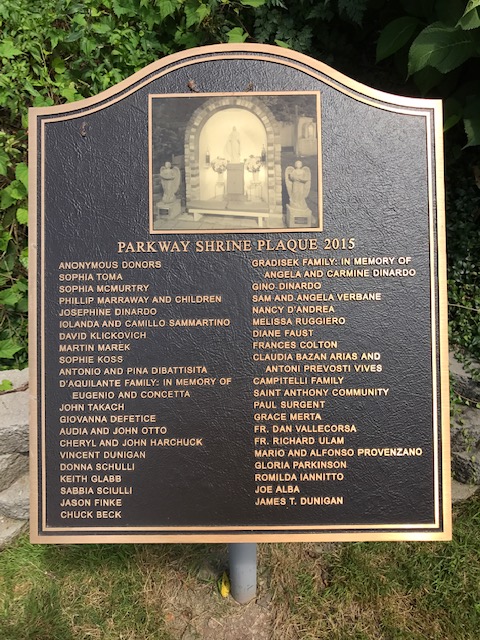 PARKWAY SHRINE PLAQUE 2015
ANONYMOUS DONORS
SOPHIA TOMA
SOPHIA MCMURTRY
PHILLIP MARRAWAY AND CHILDREN
JOSEPHINE DINARDO
IOLANDA AND CAMILLO SAMMARTINO
DAVID KLICKOVICH
MARTIN MAREK
SOPHIE KOSS
ANTONIO AND PINA DIBATTISITA
D'AQUILANTE FAMILY: IN MEMORY OF
EUGENIO AND CONCETTA
JOHN TAKACH
GIOVANNA DEFETICE
AUDIA AND JOHN OTTO
CHERYL AND JOHN HARCHUCK
VINCENT DUNIGAN
DONNA SCHULLI
KEITH GLABB
SABBIA SCIULLI
JASON FINKE
CHUCK BECK
GRADISEK FAMILY: IN MEMORY OF
ANGELA AND CARMINE DINARDO
GINO DINARDO
SAM AND ANGELA VERBANE
NANCY D'ANDREA
MELISSA RUGGIERO
DIANE FAUST
FRANCES COLTON
CLAUDIA BAZAN ARIAS AND
ANTONI PREVOSTI VIVES
CAMPITELLI FAMILY
SAINT ANTHONY COMMUNITY
PAUL SURGENT
GRACE MERTA
FR. DAN VALLECORSA
FR. RICHARD ULAM
MARIO AND ALFONSO PROVENZANO
GLORIA PARKINSON
ROMILDA IANNITTO
JOE ALBA
JAMES T. DUNIGAN